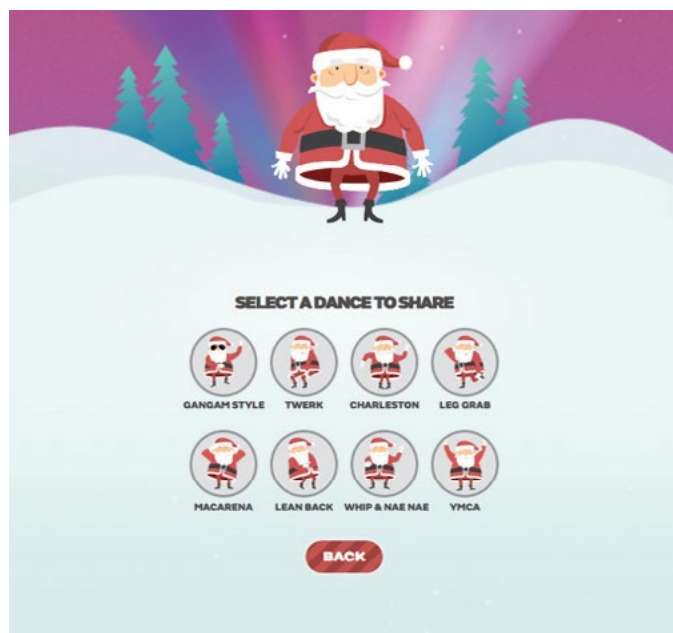 SELECT A DANCE TO SHARE
GANGAM STYLE TWERK CHARLESTON LEG GRAB
MACARENA LEAN BACK WHIP & NAE NAE YMCA
BACK